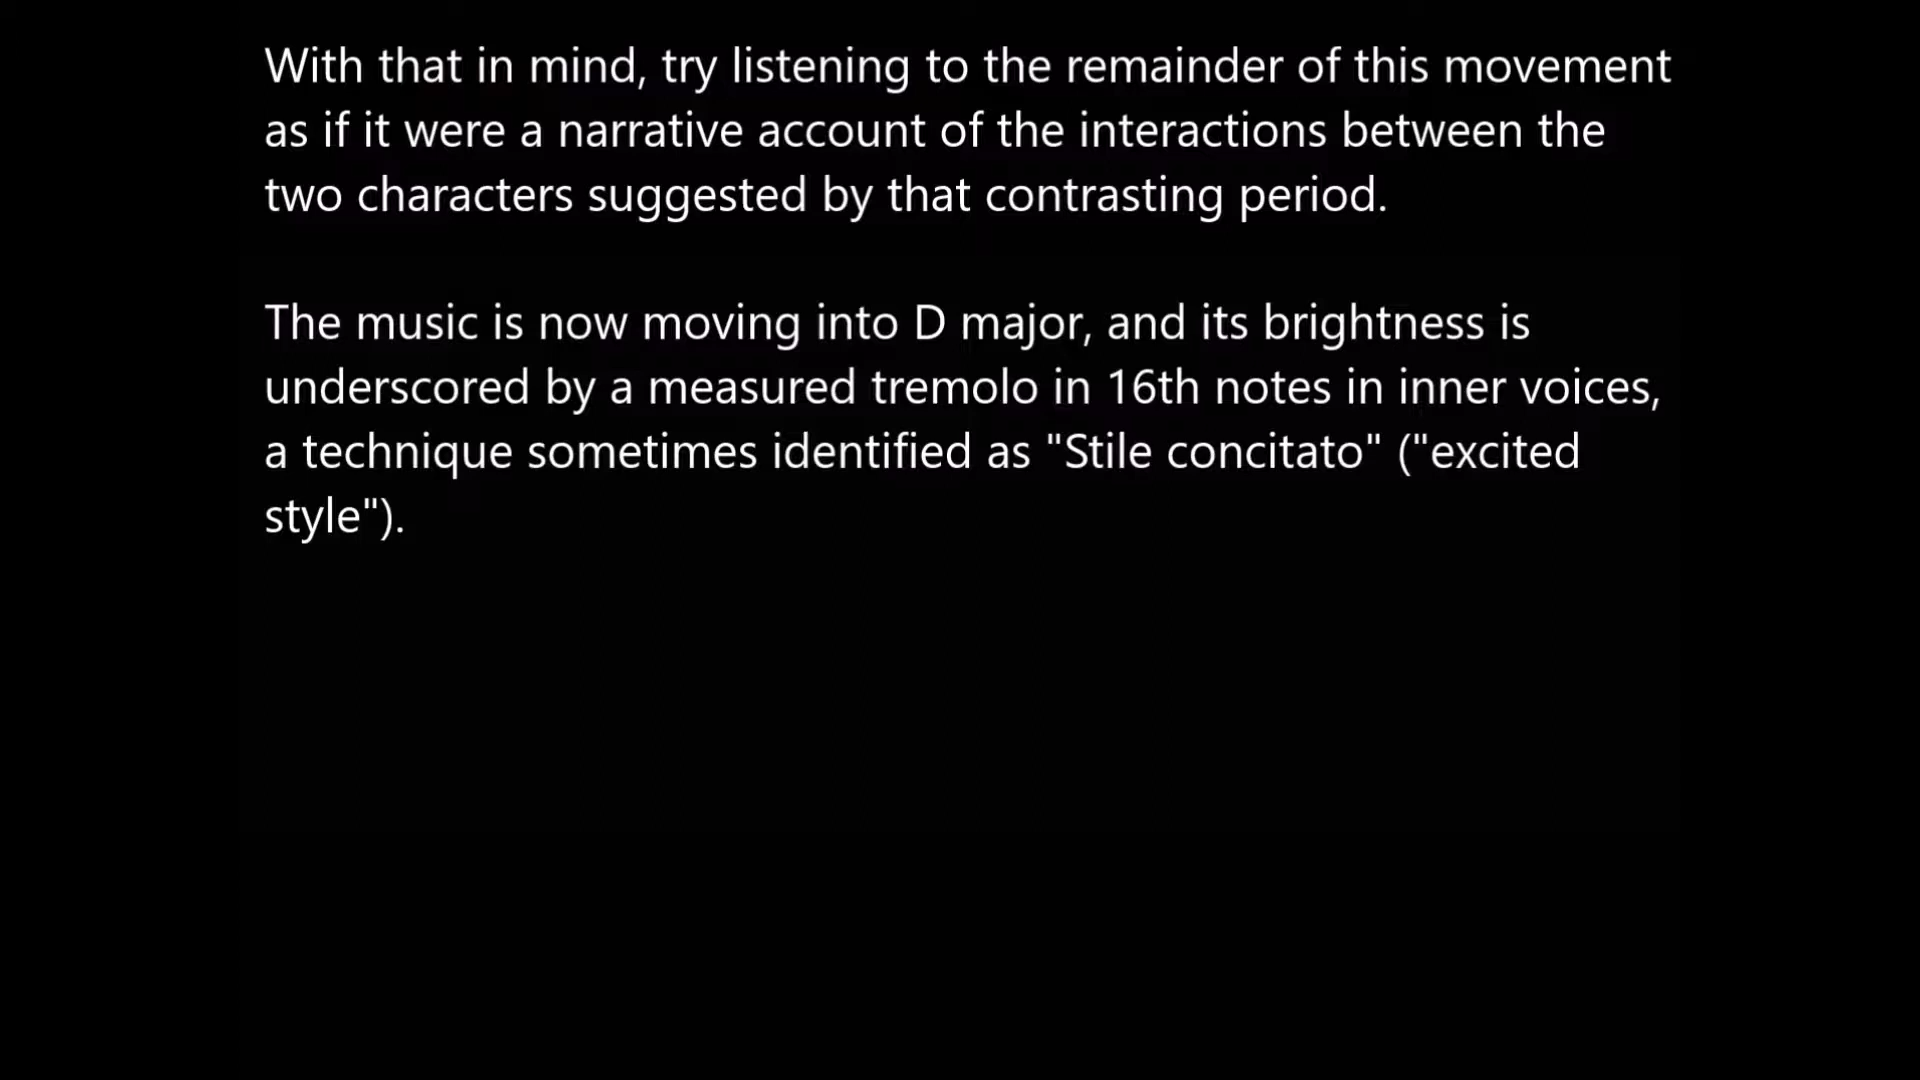 With that in mind, try listening to the remainder of this movement
as if it were a narrative account of the interactions between the
two characters suggested by that contrasting period.
The music is now moving into D major, and its brightness is
underscored by a measured tremolo in 16th notes in inner voices,
a technique sometimes identified as "Stile concitato" ("excited
style").